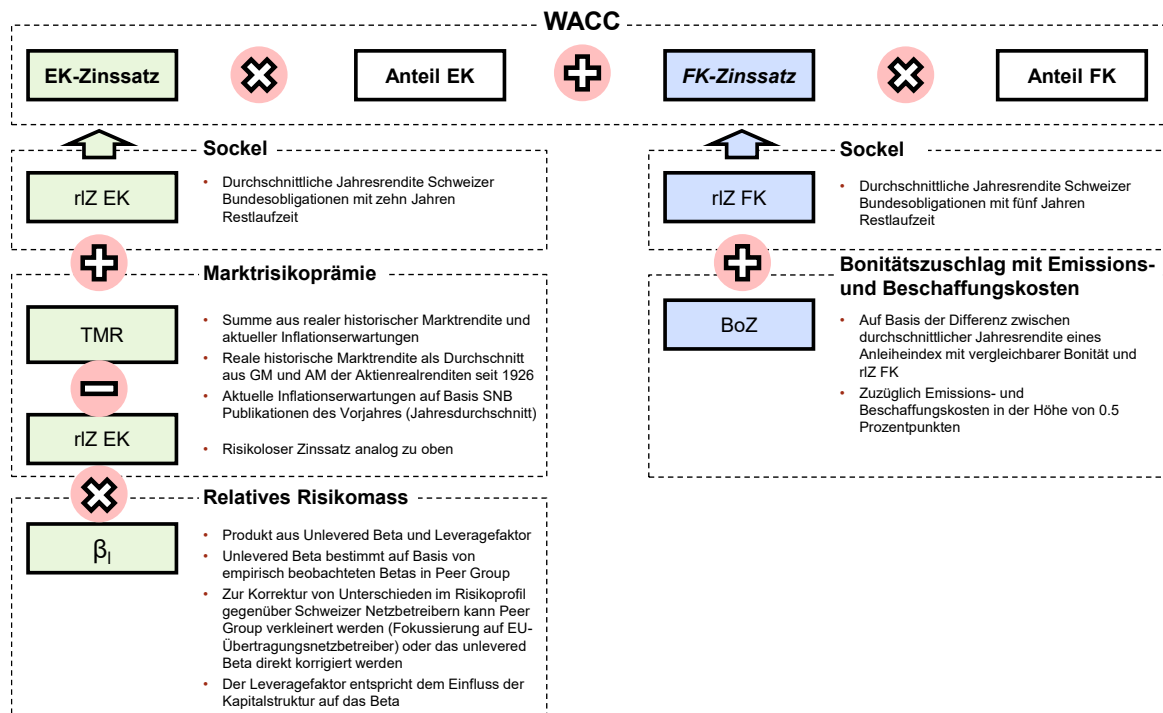 WACC
EK-Zinssatz
Anteil EK
FK-Zinssatz
Anteil FK
Sockel
rIZ EK
• Durchschnittliche Jahresrendite Schweizer
Bundesobligationen mit zehn Jahren
Restlaufzeit
Marktrisikoprämie
TMR
• Summe aus realer historischer Marktrendite und
aktueller Inflationserwartungen
• Reale historische Marktrendite als Durchschnitt
aus GM und AM der Aktienrealrenditen seit 1926
• Aktuelle Inflationserwartungen auf Basis SNB
Publikationen des Vorjahres (Jahresdurchschnitt)
rIZ EK
• Risikoloser Zinssatz analog zu oben
Relatives Risikomass
βl
• Produkt aus Unlevered Beta und Leveragefaktor
• Unlevered Beta bestimmt auf Basis von
empirisch beobachteten Betas in Peer Group
• Zur Korrektur von Unterschieden im Risikoprofil
gegenüber Schweizer Netzbetreibern kann Peer
Group verkleinert werden (Fokussierung auf EU-
Übertragungsnetzbetreiber) oder das unlevered
Beta direkt korrigiert werden
• Der Leveragefaktor entspricht dem Einfluss der
Kapitalstruktur auf das Beta
Sockel
rIZ FK
• Durchschnittliche Jahresrendite Schweizer
Bundesobligationen mit fünf Jahren
Restlaufzeit
Bonitätszuschlag mit Emissions-
und Beschaffungskosten
BoZ
• Auf Basis der Differenz zwischen
durchschnittlicher Jahresrendite eines
Anleiheindex mit vergleichbarer Bonität und
rIZ FK
• Zuzüglich Emissions- und
Beschaffungskosten in der Höhe von 0.5
Prozentpunkten